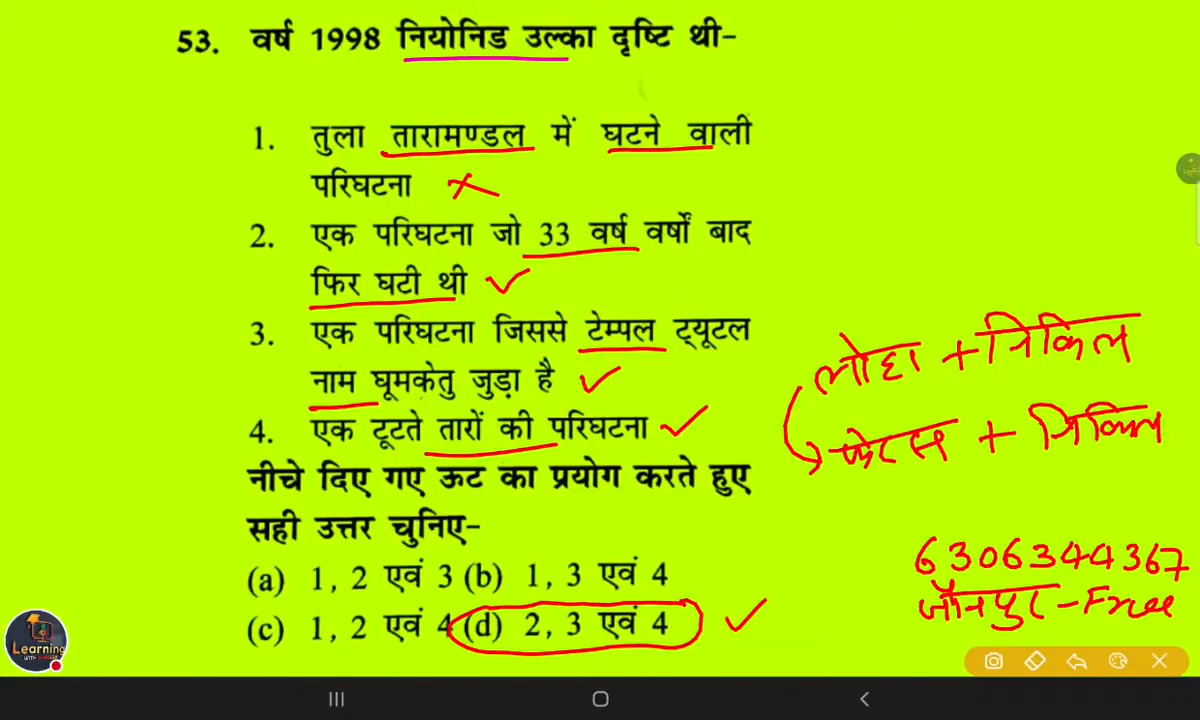 53. वर्ष 1998 नियोनिड उल्का दृष्टि थी-
1. तुला तारामण्डल में घटने वाली
परिघटना
2. एक परिघटना जो 33 वर्ष वर्षों बाद
फिर घटी थी
3. एक परिघटना जिससे टेम्पल ट्यूटल
नाम घूमकेतु जुड़ा है
4. एक टूटते तारों की परिघटना
नीचे दिए गए ऊट का प्रयोग करते हुए
सही उत्तर चुनिए-
(a) 1, 2 एवं 3 (b) 1, 3 एवं 4
(c) 1, 2 एवं 4 (d) 2, 3 एवं 4
लोहा + निकिल
+ निकिल
6306344367
जौनपुर - Free
Learning